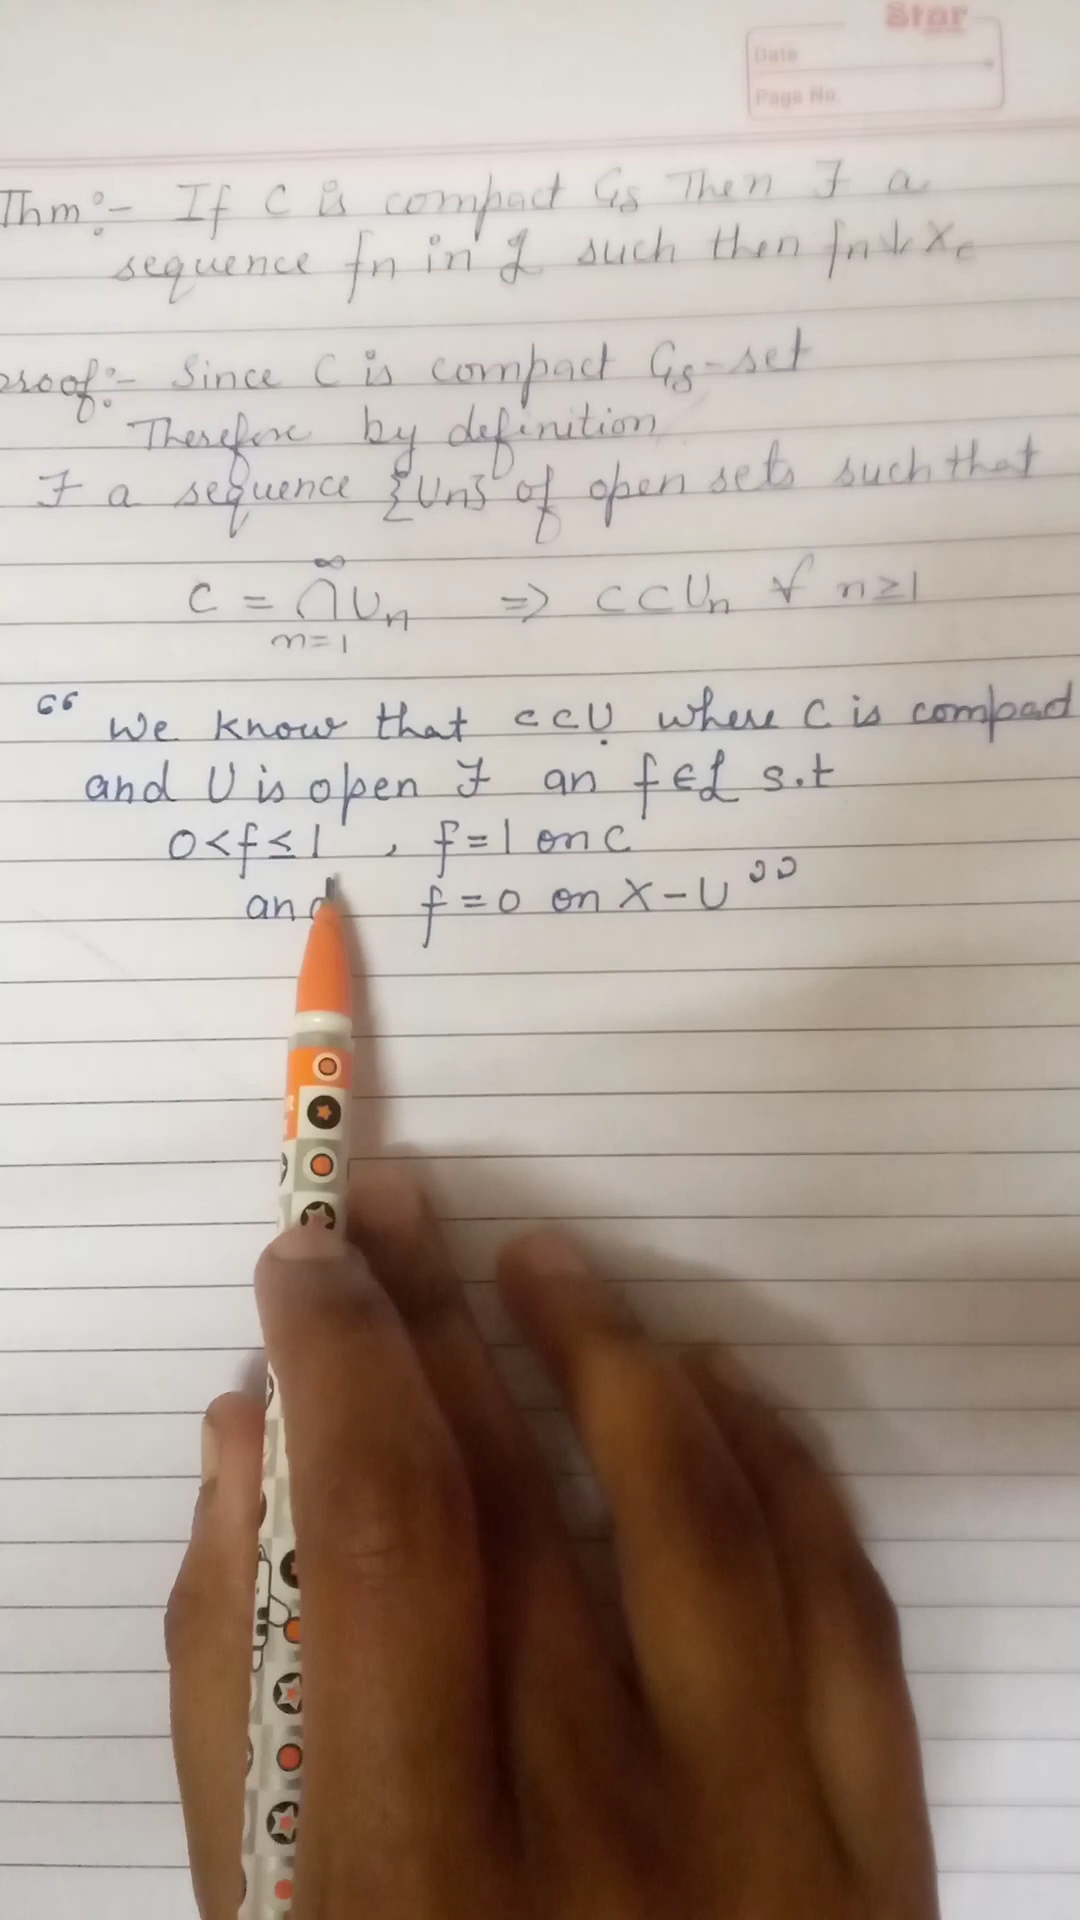 Star
Date
Page No.
Thm:- If C is compact Gδ Then ∃ a
sequence fn in ℒ such then fn↓ χc
proof:- Since C is compact Gδ-set
Therefore by definition
∃ a sequence {Un} of open sets such that
C = ∞∩n=1 Un ⇒ C⊂Un ∀ n≥1
“ We know that C⊂U where C is compad
and U is open ∃ an f∈ℒ s.t
0<f≤1 , f=1 on C
and f=0 on X-U ”